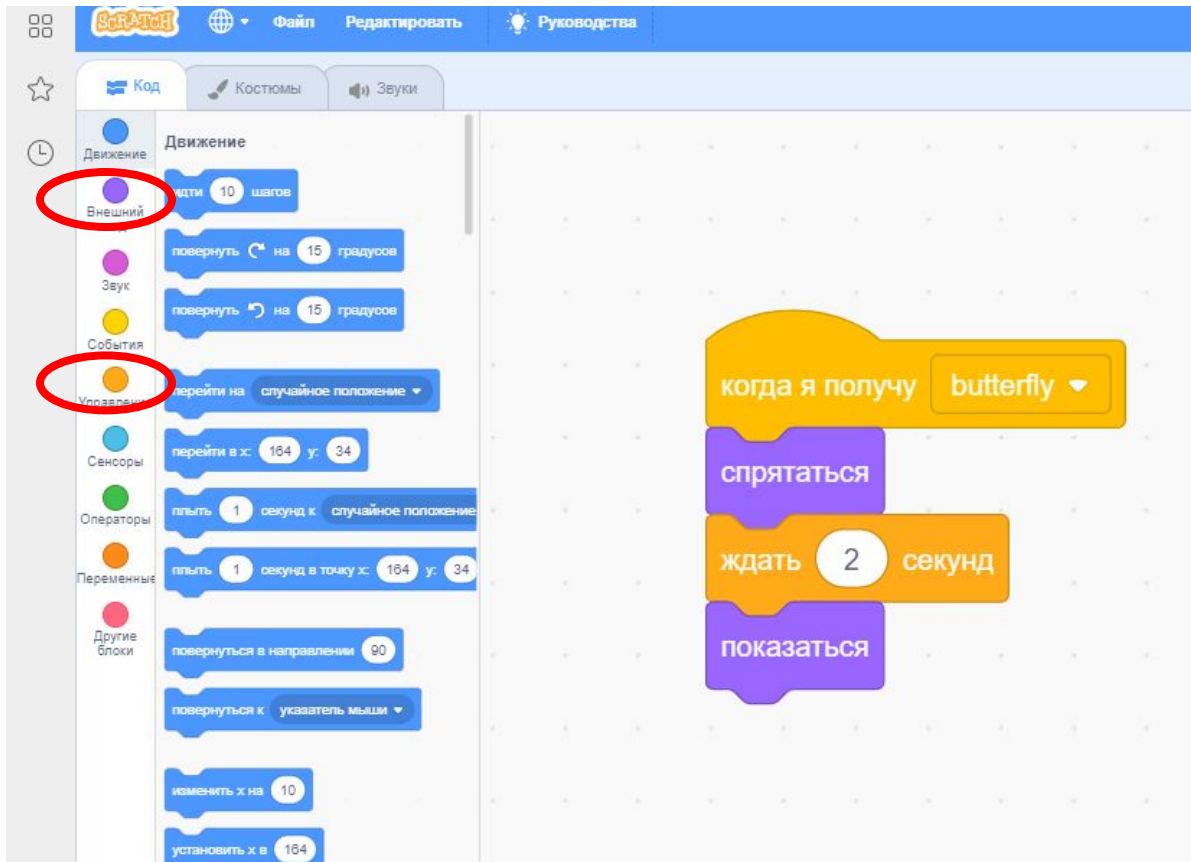 SCRATCH Файл Редактировать Руководства
Код Костюмы Звуки
Движение
Внешний
Звук
События
Управление
Сенсоры
Операторы
Переменные
Другие
блоки
Движение
идти 10 шагов
повернуть на 15 градусов
повернуть на 15 градусов
перейти на случайное положение
перейти в x: 164 y: 34
плыть 1 секунд к случайное положение
плыть 1 секунд в точку x: 164 y: 34
повернуться в направлении 90
повернуться к указатель мыши
изменить x на 10
установить x в 164
когда я получу butterfly
спрятаться
ждать 2 секунд
показаться